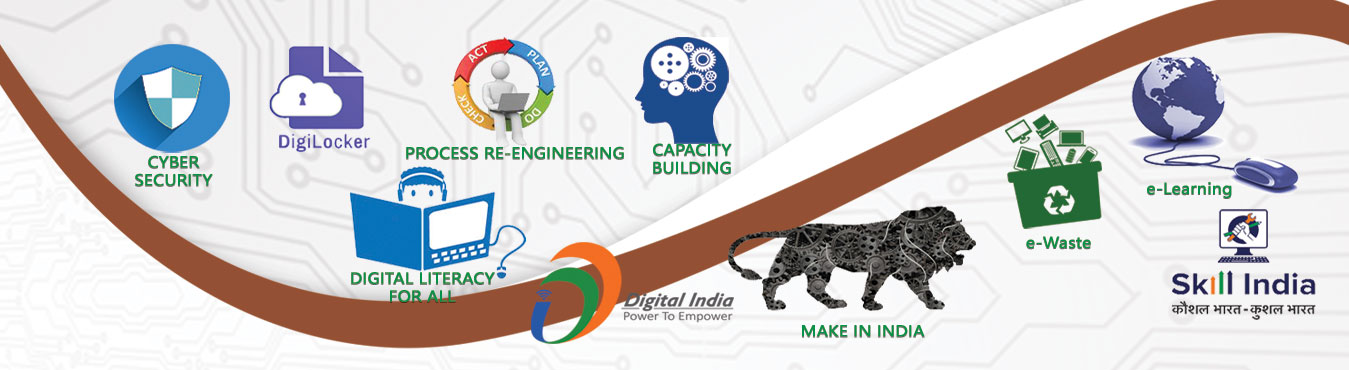 CYBER
SECURITY
DigiLocker
ACT
PLAN
DO
CHECK
PROCESS RE-ENGINEERING
CAPACITY
BUILDING
DIGITAL LITERACY
FOR ALL
Digital India
Power To Empower
MAKE IN INDIA
e-Waste
e-Learning
Skill India
कौशल भारत - कुशल भारत